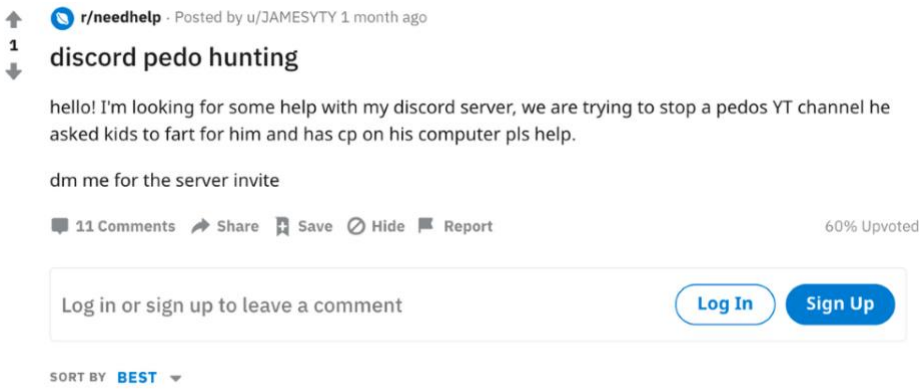 r/needhelp · Posted by u/JAMESYTY 1 month ago
1
discord pedo hunting
hello! I'm looking for some help with my discord server, we are trying to stop a pedos YT channel he
asked kids to fart for him and has cp on his computer pls help.
dm me for the server invite
11 Comments Share Save Hide Report 60% Upvoted
Log in or sign up to leave a comment Log In Sign Up
SORT BY BEST